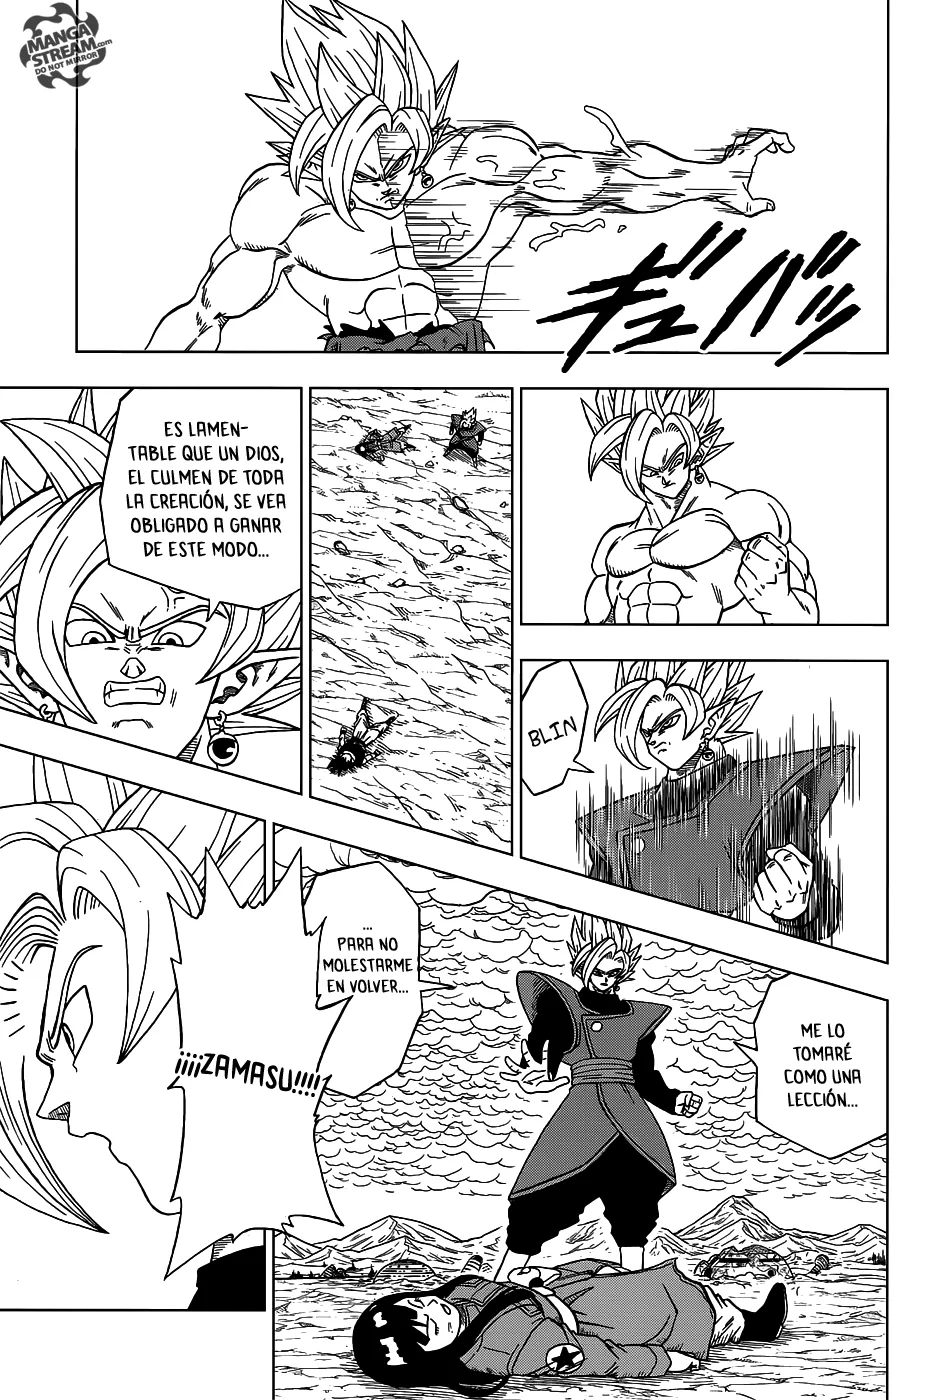 MANGA
STREAM.com
DO NOT MIRROR
ギュバッ
ES LAMEN-
TABLE QUE UN DIOS,
EL CULMEN DE TODA
LA CREACIÓN, SE VEA
OBLIGADO A GANAR
DE ESTE MODO...
BLIN
ME LO
TOMARÉ
COMO UNA
LECCIÓN...
...
PARA NO
MOLESTARME
EN VOLVER...
¡¡¡¡ZAMASU!!!!